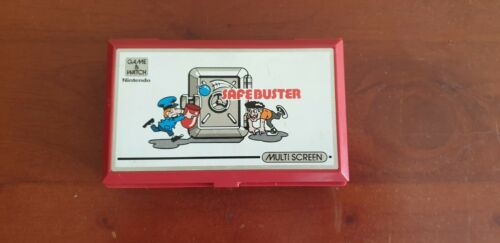 GAME
&
WATCH
Nintendo
SAFEBUSTER
MULTI SCREEN